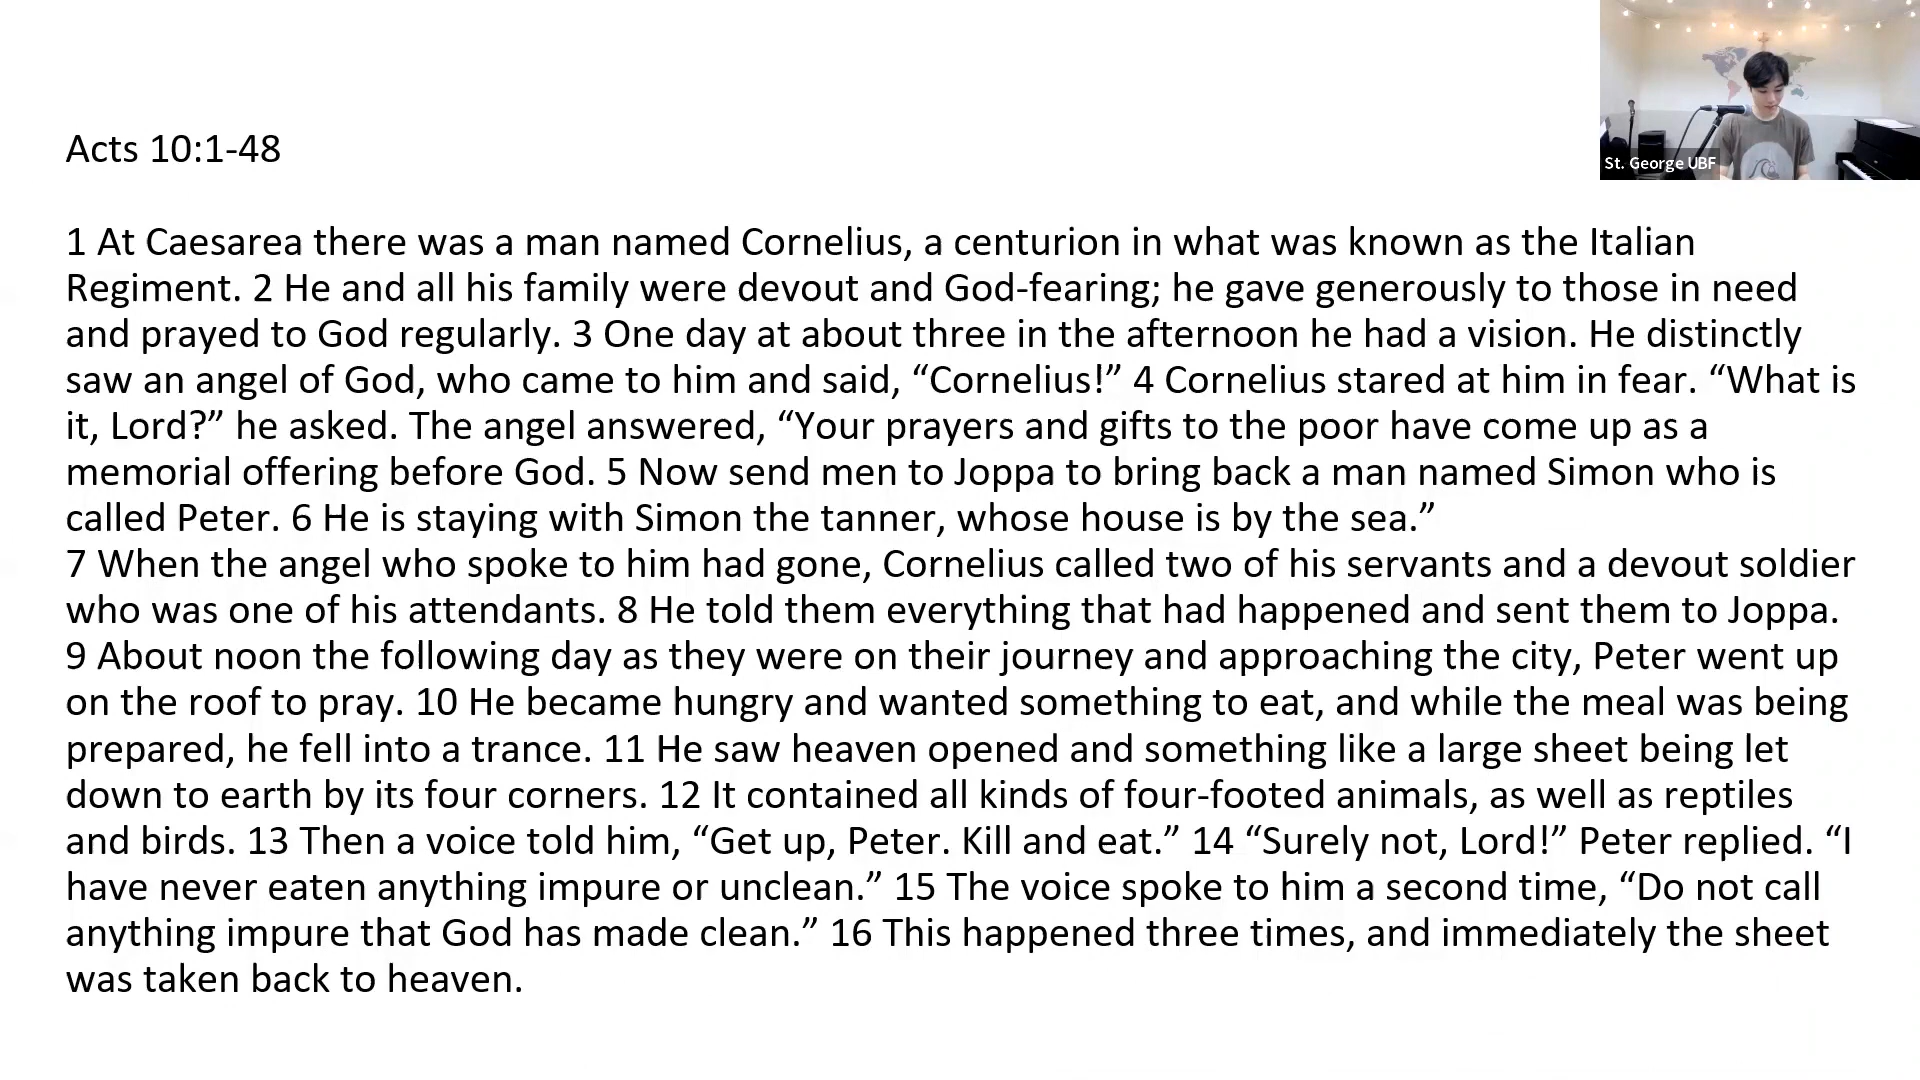 St. George UBF
Acts 10:1-48
1 At Caesarea there was a man named Cornelius, a centurion in what was known as the Italian
Regiment. 2 He and all his family were devout and God-fearing; he gave generously to those in need
and prayed to God regularly. 3 One day at about three in the afternoon he had a vision. He distinctly
saw an angel of God, who came to him and said, “Cornelius!” 4 Cornelius stared at him in fear. “What is
it, Lord?” he asked. The angel answered, “Your prayers and gifts to the poor have come up as a
memorial offering before God. 5 Now send men to Joppa to bring back a man named Simon who is
called Peter. 6 He is staying with Simon the tanner, whose house is by the sea.”
7 When the angel who spoke to him had gone, Cornelius called two of his servants and a devout soldier
who was one of his attendants. 8 He told them everything that had happened and sent them to Joppa.
9 About noon the following day as they were on their journey and approaching the city, Peter went up
on the roof to pray. 10 He became hungry and wanted something to eat, and while the meal was being
prepared, he fell into a trance. 11 He saw heaven opened and something like a large sheet being let
down to earth by its four corners. 12 It contained all kinds of four-footed animals, as well as reptiles
and birds. 13 Then a voice told him, “Get up, Peter. Kill and eat.” 14 “Surely not, Lord!” Peter replied. “I
have never eaten anything impure or unclean.” 15 The voice spoke to him a second time, “Do not call
anything impure that God has made clean.” 16 This happened three times, and immediately the sheet
was taken back to heaven.